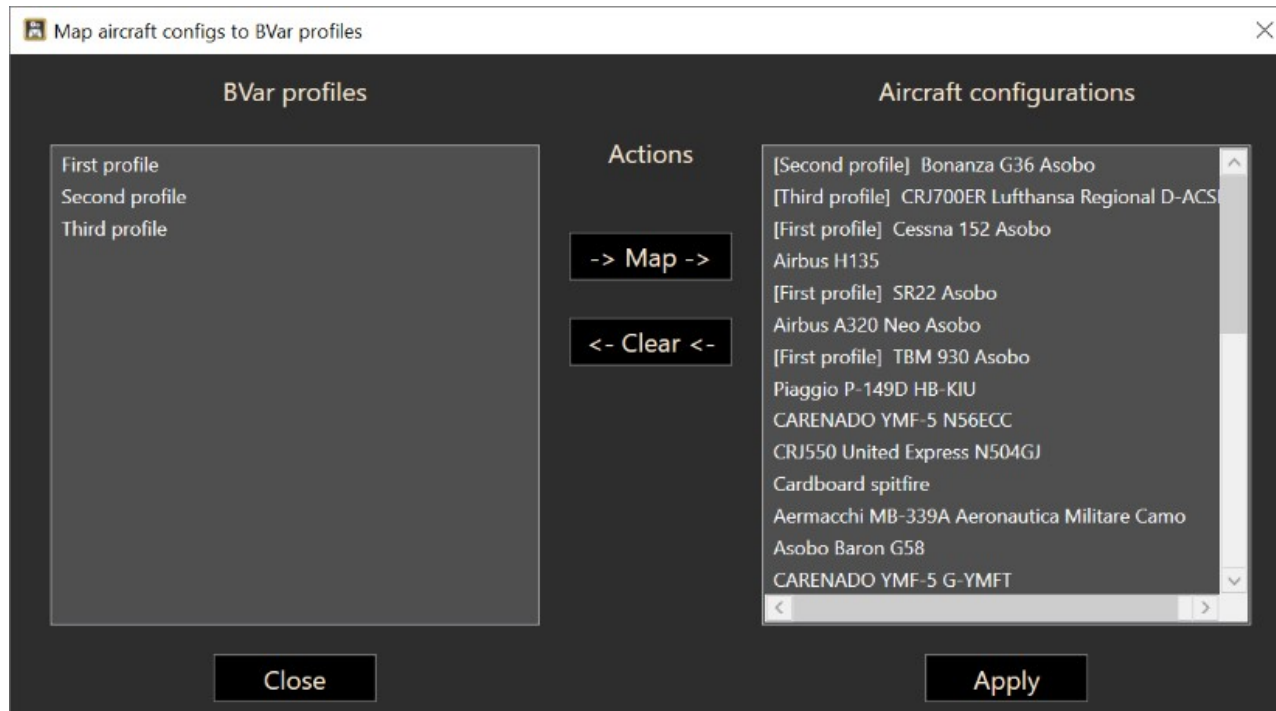 Map aircraft configs to BVar profiles
BVar profiles
First profile
Second profile
Third profile
Actions
-> Map ->
<- Clear <-
Aircraft configurations
[Second profile] Bonanza G36 Asobo
[Third profile] CRJ700ER Lufthansa Regional
[First profile] Cessna 152 Asobo
Airbus H135
[First profile] SR22 Asobo
Airbus A320 Neo Asobo
[First profile] TBM 930 Asobo
Piaggio P-149D HB-KIU
CARENADO YMF-5 N56ECC
CRJ550 United Express N504GJ
Cardboard spitfire
Aermacchi MB-339A Aeronautica Militare Camo
Asobo Baron G58
CARENADO YMF-5 G-YMFT
Close
Apply